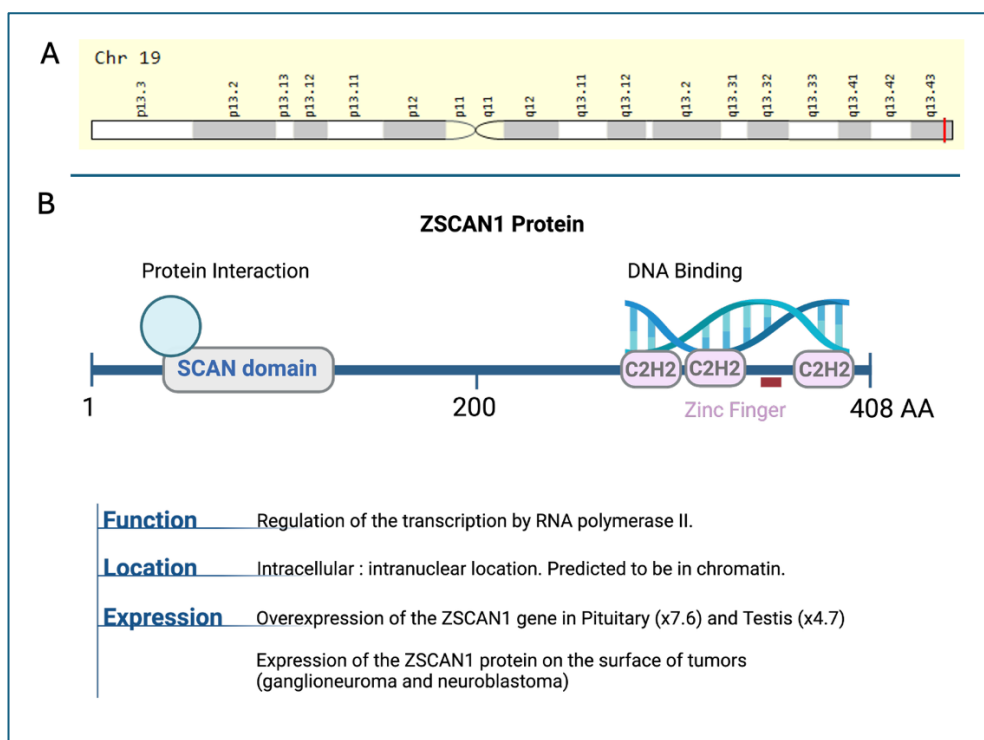 A
Chr 19
p13.3 p13.2 p13.13 p13.12 p13.11 p12 p11 q11 q12 q13.11 q13.12 q13.2 q13.31 q13.32 q13.33 q13.41 q13.42 q13.43
B
ZSCAN1 Protein
Protein Interaction
DNA Binding
SCAN domain
C2H2 C2H2 C2H2
Zinc Finger
1 200 408 AA
Function Regulation of the transcription by RNA polymerase II.
Location Intracellular : intranuclear location. Predicted to be in chromatin.
Expression Overexpression of the ZSCAN1 gene in Pituitary (x7.6) and Testis (x4.7)
Expression of the ZSCAN1 protein on the surface of tumors
(ganglioneuroma and neuroblastoma)